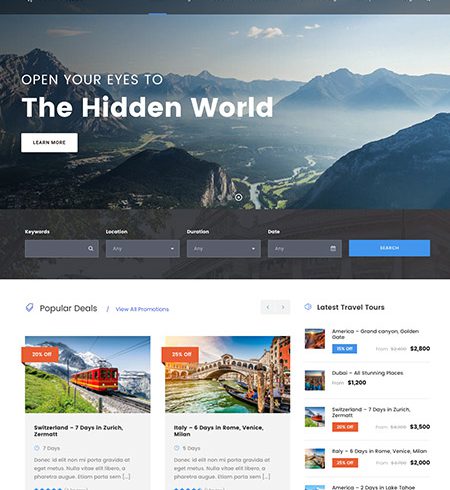 OPEN YOUR EYES TO
The Hidden World
LEARN MORE
Keywords
Location
Duration
Date
Any
Any
Any
SEARCH
Popular Deals / View All Promotions
20% Off
Switzerland – 7 Days in Zurich,
Zermatt
7 Days
Donec id elit non mi porta gravida at
eget metus. Nulla vitae elit libero, a
pharetra augue. Etiam porta sem […]
25% Off
Italy – 6 Days in Rome, Venice,
Milan
5 Days
Donec id elit non mi porta gravida at
eget metus. Nulla vitae elit libero, a
pharetra augue. Etiam porta sem […]
Latest Travel Tours
America – Grand canyon, Golden
Gate
15% Off From $2,800
Dubai – All Stunning Places
From $1,200
Switzerland – 7 Days in Zurich,
Zermatt
20% Off From $3,500
Italy – 6 Days in Rome, Venice, Milan
25% Off From $2,000
America – 2 Days in Lake Tahoe